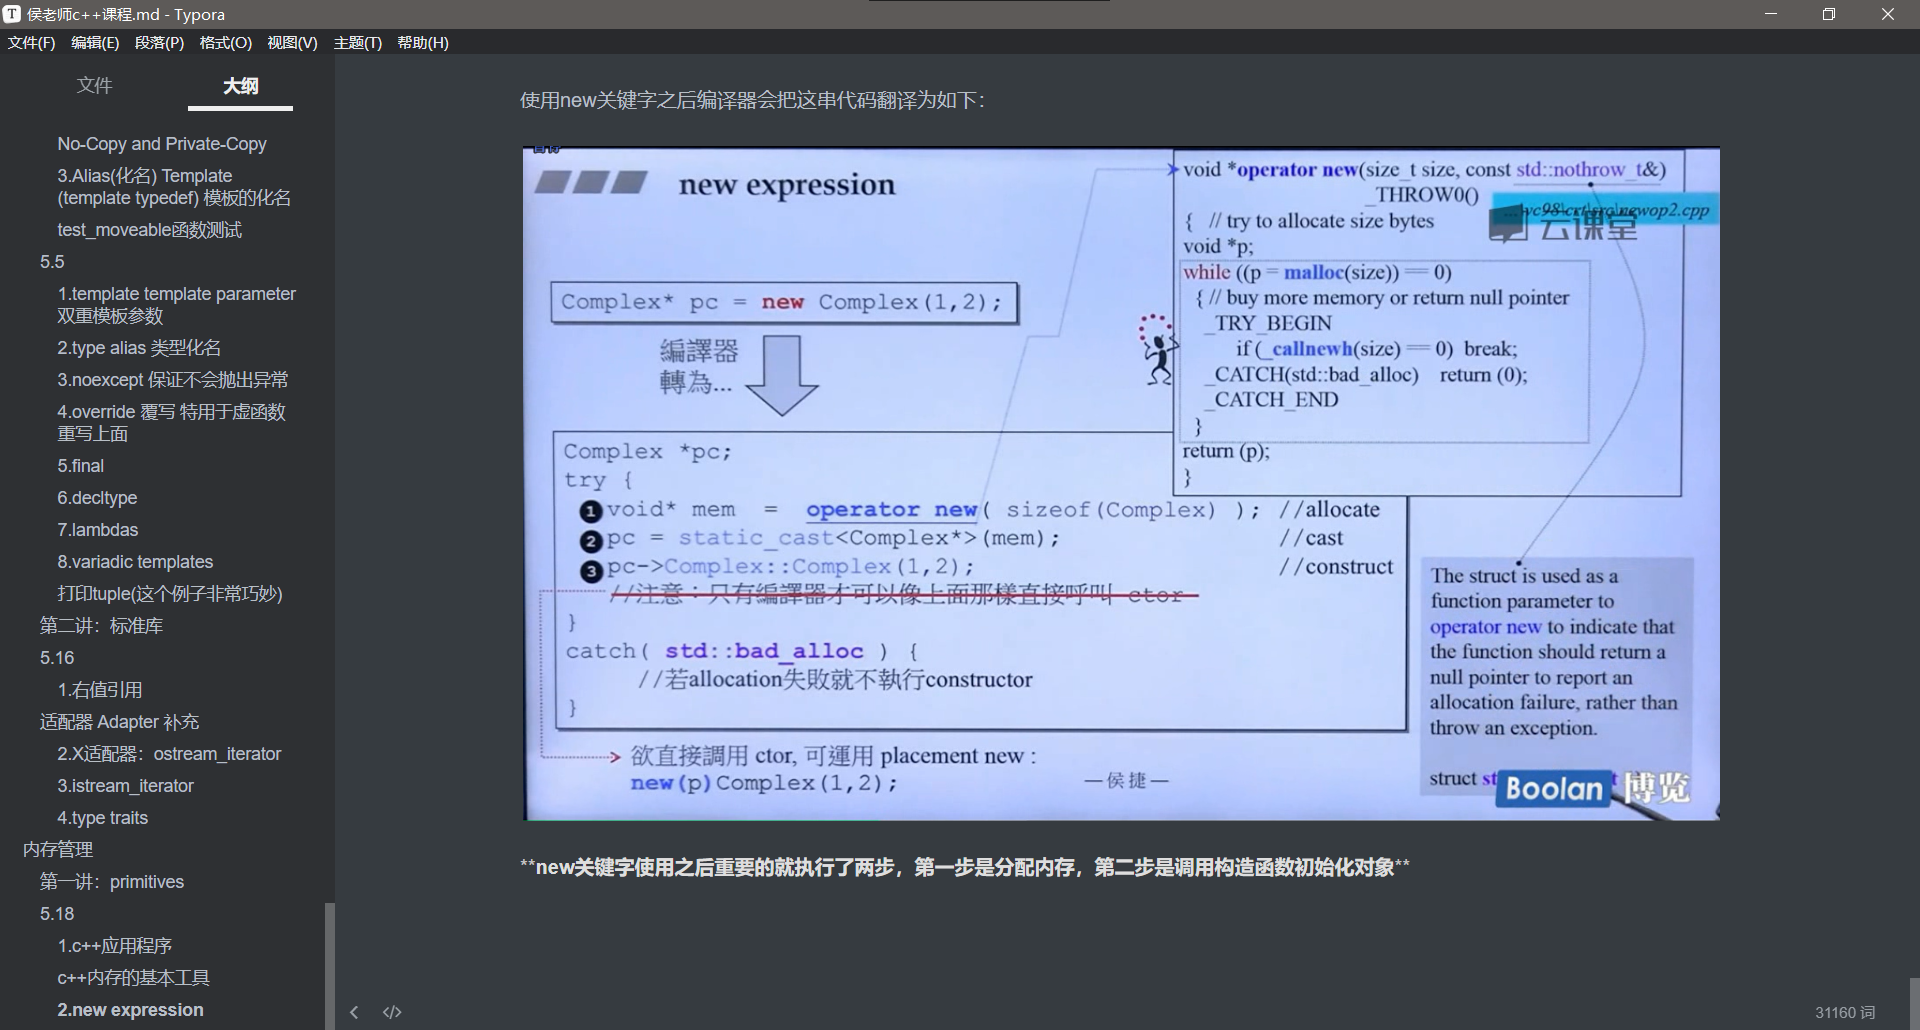 侯老师c++课程.md - Typora
文件(F) 编辑(E) 段落(P) 格式(O) 视图(V) 主题(T) 帮助(H)
文件 大纲
No-Copy and Private-Copy
3.Alias(化名) Template
(template typedef) 模板的化名
test_moveable函数测试
5.5
1.template template parameter
双重模板参数
2.type alias 类型化名
3.noexcept 保证不会抛出异常
4.override 覆写 特用于虚函数
重写上面
5.final
6.decltype
7.lambdas
8.variadic templates
打印tuple(这个例子非常巧妙)
第二讲：标准库
5.16
1.右值引用
适配器 Adapter 补充
2.X适配器：ostream_iterator
3.istream_iterator
4.type traits
内存管理
第一讲：primitives
5.18
1.c++应用程序
c++内存的基本工具
2.new expression
使用new关键字之后编译器会把这串代码翻译为如下：
new expression
Complex* pc = new Complex(1,2);
編譯器
轉為...
Complex *pc;
try {
1 void* mem = operator new( sizeof(Complex) ); //allocate
2 pc = static_cast<Complex*>(mem); //cast
3 pc->Complex::Complex(1,2); //construct
//注意：只有編譯器才可以像上面那樣直接呼叫 ctor
}
catch( std::bad_alloc ) {
//若allocation失敗就不執行constructor
}
欲直接調用 ctor, 可運用 placement new :
new(p)Complex(1,2);
—侯捷—
void *operator new(size_t size, const std::nothrow_t&)
_THROW0()
...\vc98\crt\src\newop2.cpp
云课堂
{ // try to allocate size bytes
void *p;
while ((p = malloc(size)) == 0)
{ // buy more memory or return null pointer
_TRY_BEGIN
if (_callnewh(size) == 0) break;
_CATCH(std::bad_alloc) return (0);
_CATCH_END
}
return (p);
}
The struct is used as a
function parameter to
operator new to indicate that
the function should return a
null pointer to report an
allocation failure, rather than
throw an exception.
struct
Boolan 博览
**new关键字使用之后重要的就执行了两步，第一步是分配内存，第二步是调用构造函数初始化对象**
31160 词